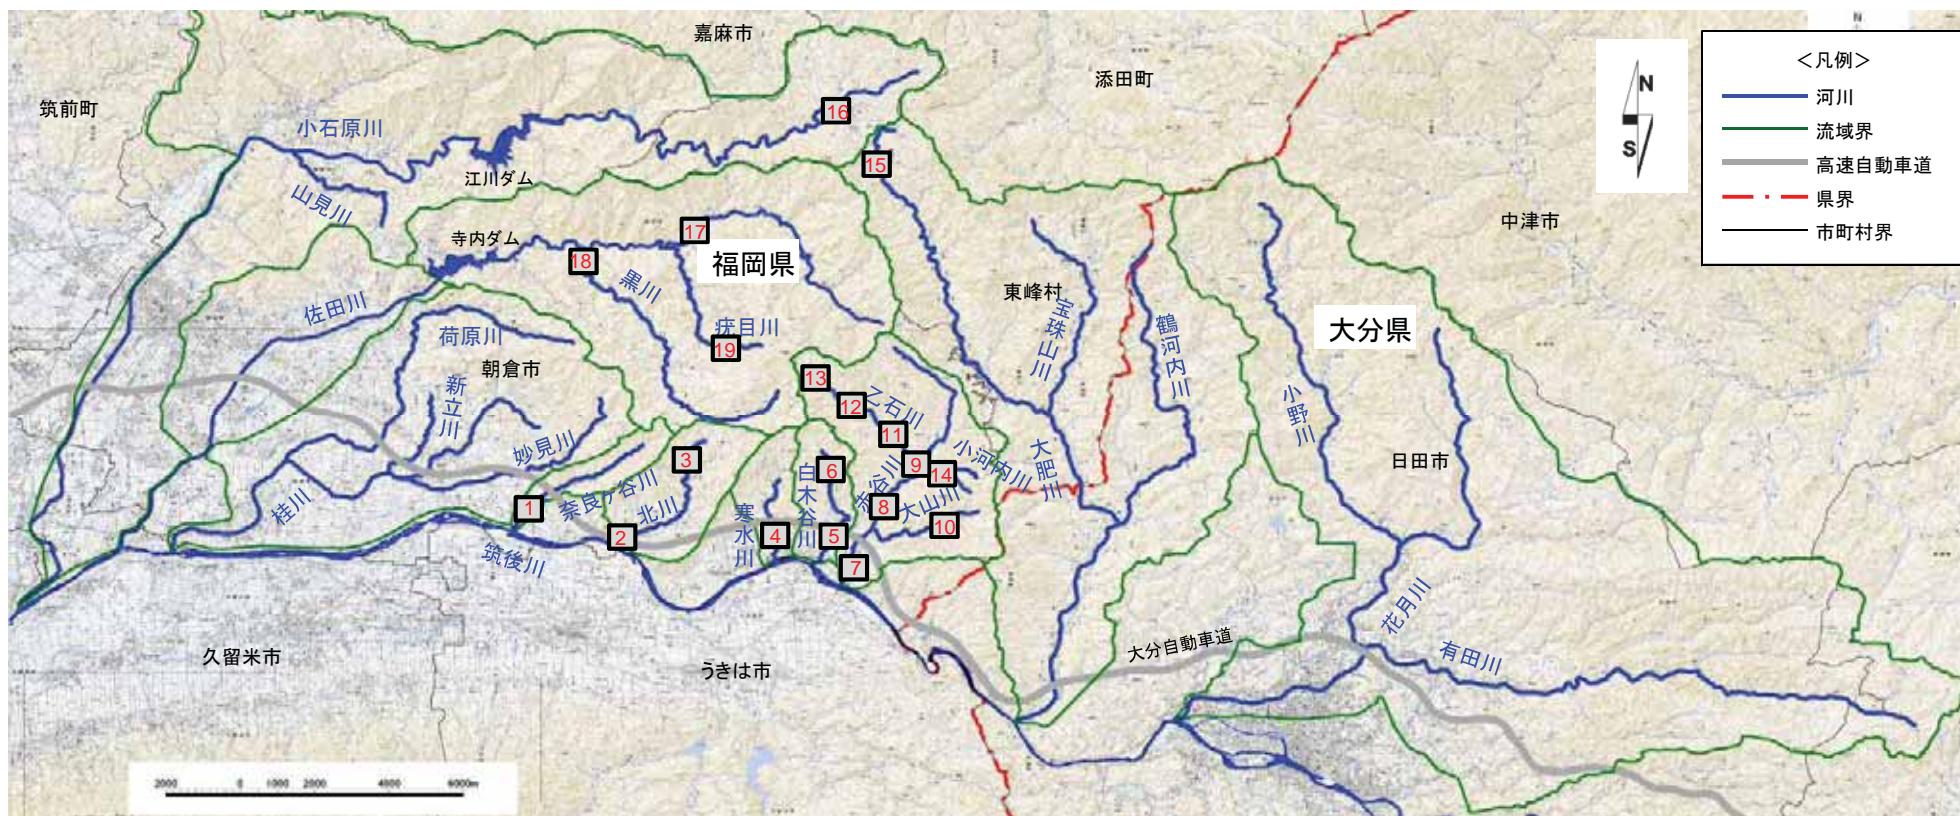 嘉麻市
筑前町
添田町
中津市
N
S
N
<凡例>
河川
流域界
高速自動車道
県界
市町村界
小石原川
江川ダム
山見川
寺内ダム
佐田川
荷原川
朝倉市
新立川
妙見川
桂川
奈良ヶ谷川
北川
筑後川
黒川
疣目川
福岡県
東峰村
宝珠山川
鶴河内川
大分県
小野川
日田市
乙石川
小河内川
大肥川
赤谷川
大山川
白木谷川
寒水川
花月川
有田川
大分自動車道
久留米市
うきは市
16
15
17
18
19
13
12
11
3
6
9
14
1
8
10
2
4
5
7
2000 0 1000 2000 4000 6000m